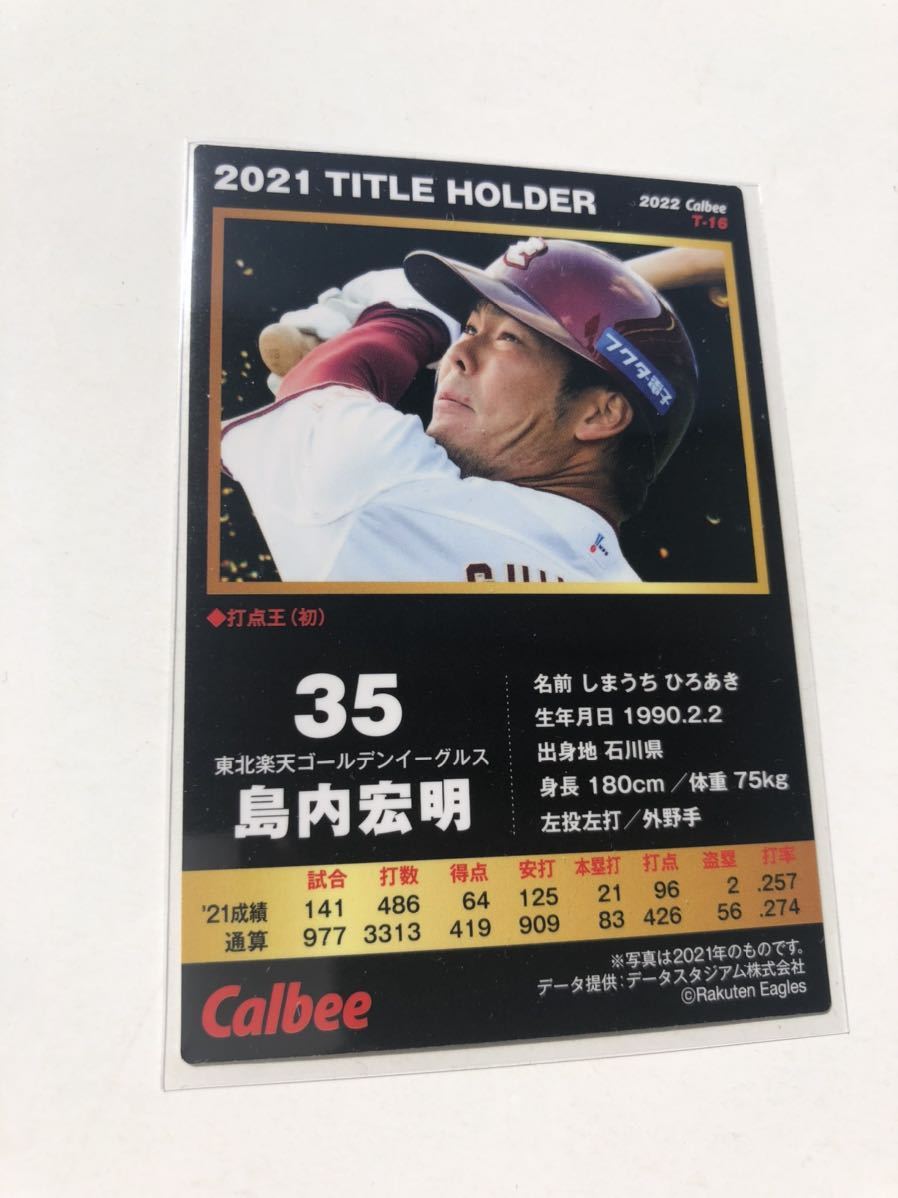 2021 TITLE HOLDER
2022 Calbee
T-16
フクダ電子
◆打点王(初)
35
東北楽天ゴールデンイーグルス
島内宏明
名前 しまうち ひろあき
生年月日 1990.2.2
出身地 石川県
身長 180cm／体重 75kg
左投左打／外野手
試合 打数 得点 安打 本塁打 打点 盗塁 打率
'21成績 141 486 64 125 21 96 2 .257
通算 977 3313 419 909 83 426 56 .274
※写真は2021年のものです。
データ提供：データスタジアム株式会社
©Rakuten Eagles
Calbee